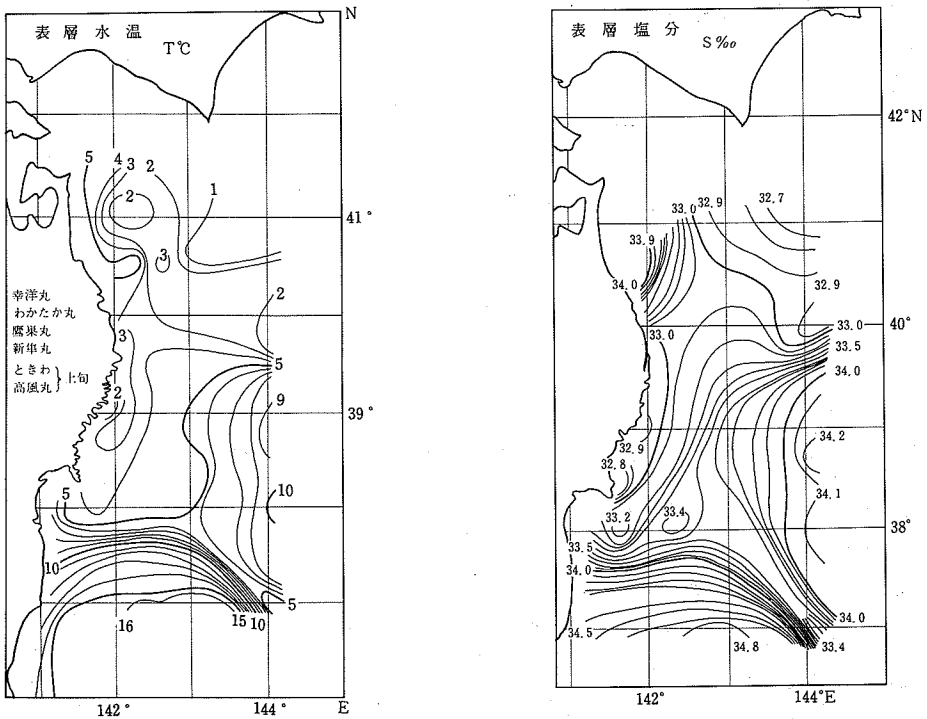 表層水温
T℃
N
5 4 3 2
1
2
41°
3
幸洋丸
わかたか丸
鷹巣丸
新隼丸
ときわ
高風丸 }上旬
2
3
5
2
9
39°
5
10
10
5
16
15 10
142°
144°
E
表層塩分
S‰
42°N
33.0
32.9
32.7
33.9
34.0
32.9
33.0
33.0
40°
33.5
34.0
32.9
32.8
34.2
34.1
33.2
33.4
38°
33.5
34.0
34.0
34.5
34.8
33.4
142°
144°E